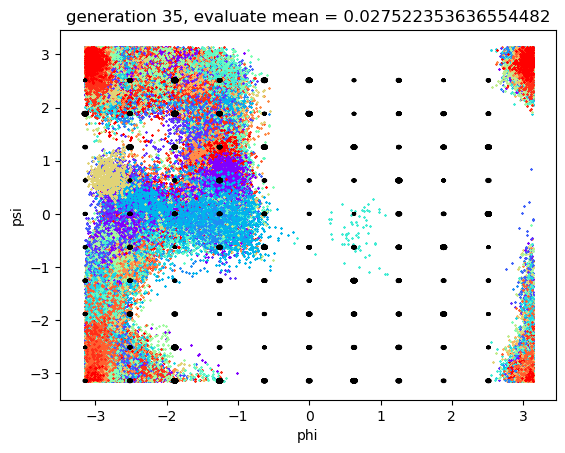 generation 35, evaluate mean = 0.027522353636554482
3
2
1
0
−1
−2
−3
psi
−3 −2 −1 0 1 2 3
phi